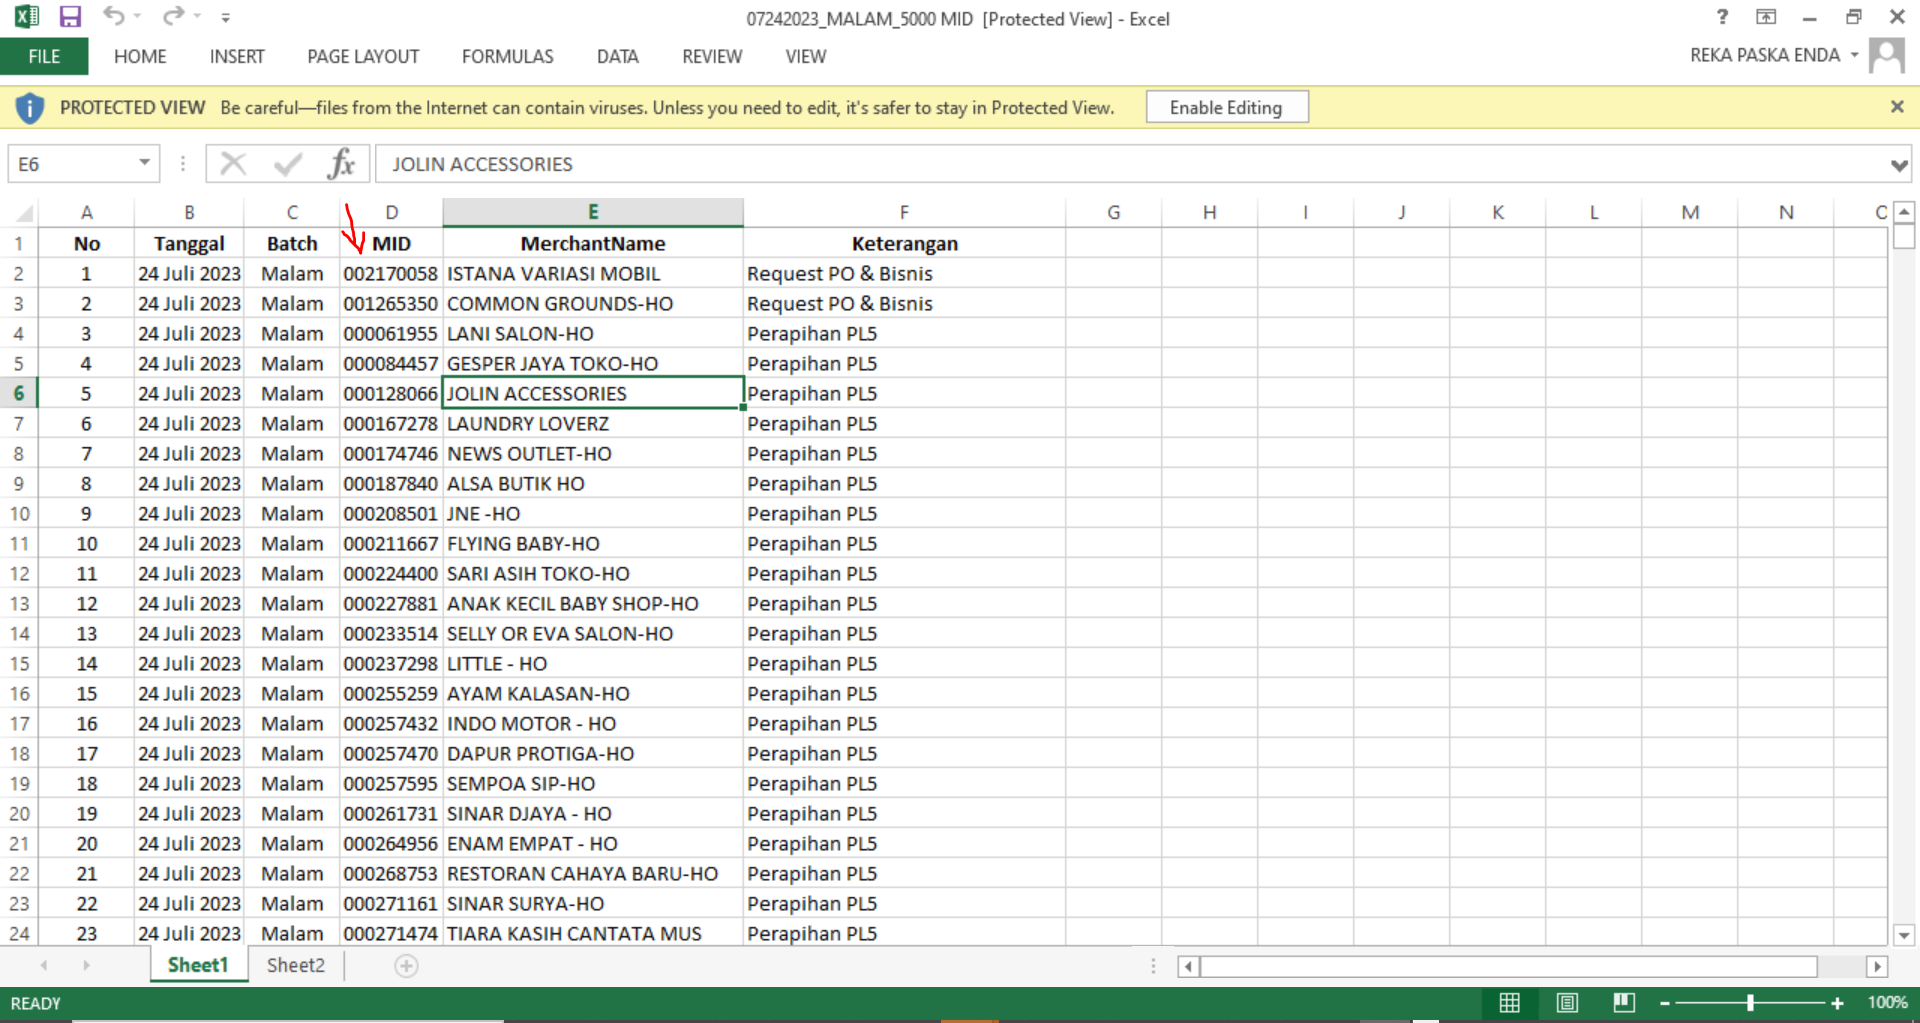 07242023_MALAM_5000 MID [Protected View] - Excel
FILE HOME INSERT PAGE LAYOUT FORMULAS DATA REVIEW VIEW REKA PASKA ENDA
PROTECTED VIEW Be careful—files from the Internet can contain viruses. Unless you need to edit, it's safer to stay in Protected View. Enable Editing
E6 fx JOLIN ACCESSORIES
A B C D E F G H I J K L M N O
1 No Tanggal Batch MID MerchantName Keterangan
2 1 24 Juli 2023 Malam 002170058 ISTANA VARIASI MOBIL Request PO & Bisnis
3 2 24 Juli 2023 Malam 001265350 COMMON GROUNDS-HO Request PO & Bisnis
4 3 24 Juli 2023 Malam 000061955 LANI SALON-HO Perapihan PL5
5 4 24 Juli 2023 Malam 000084457 GESPER JAYA TOKO-HO Perapihan PL5
6 5 24 Juli 2023 Malam 000128066 JOLIN ACCESSORIES Perapihan PL5
7 6 24 Juli 2023 Malam 000167278 LAUNDRY LOVERZ Perapihan PL5
8 7 24 Juli 2023 Malam 000174746 NEWS OUTLET-HO Perapihan PL5
9 8 24 Juli 2023 Malam 000187840 ALSA BUTIK HO Perapihan PL5
10 9 24 Juli 2023 Malam 000208501 JNE -HO Perapihan PL5
11 10 24 Juli 2023 Malam 000211667 FLYING BABY-HO Perapihan PL5
12 11 24 Juli 2023 Malam 000224400 SARI ASIH TOKO-HO Perapihan PL5
13 12 24 Juli 2023 Malam 000227881 ANAK KECIL BABY SHOP-HO Perapihan PL5
14 13 24 Juli 2023 Malam 000233514 SELLY OR EVA SALON-HO Perapihan PL5
15 14 24 Juli 2023 Malam 000237298 LITTLE - HO Perapihan PL5
16 15 24 Juli 2023 Malam 000255259 AYAM KALASAN-HO Perapihan PL5
17 16 24 Juli 2023 Malam 000257432 INDO MOTOR - HO Perapihan PL5
18 17 24 Juli 2023 Malam 000257470 DAPUR PROTIGA-HO Perapihan PL5
19 18 24 Juli 2023 Malam 000257595 SEMPOA SIP-HO Perapihan PL5
20 19 24 Juli 2023 Malam 000261731 SINAR DJAYA - HO Perapihan PL5
21 20 24 Juli 2023 Malam 000264956 ENAM EMPAT - HO Perapihan PL5
22 21 24 Juli 2023 Malam 000268753 RESTORAN CAHAYA BARU-HO Perapihan PL5
23 22 24 Juli 2023 Malam 000271161 SINAR SURYA-HO Perapihan PL5
24 23 24 Juli 2023 Malam 000271474 TIARA KASIH CANTATA MUS Perapihan PL5
Sheet1 Sheet2
READY 100%